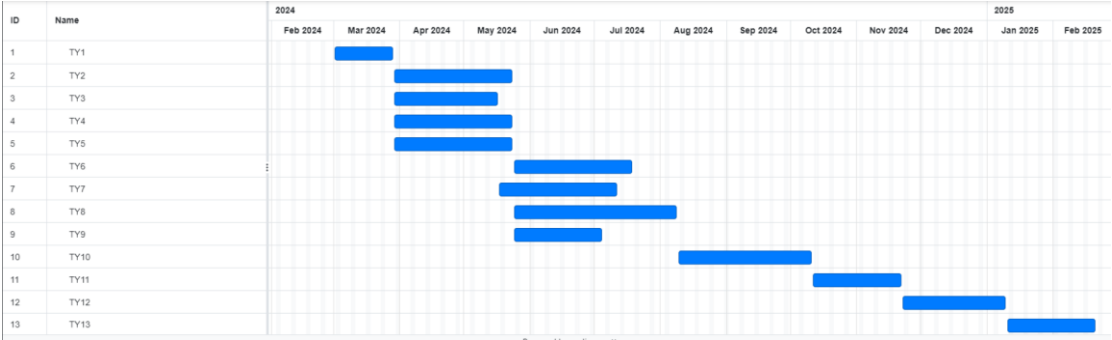 2024 2025
ID Name
Feb 2024 Mar 2024 Apr 2024 May 2024 Jun 2024 Jul 2024 Aug 2024 Sep 2024 Oct 2024 Nov 2024 Dec 2024 Jan 2025 Feb 2025
1 TY1
2 TY2
3 TY3
4 TY4
5 TY5
6 TY6
7 TY7
8 TY8
9 TY9
10 TY10
11 TY11
12 TY12
13 TY13